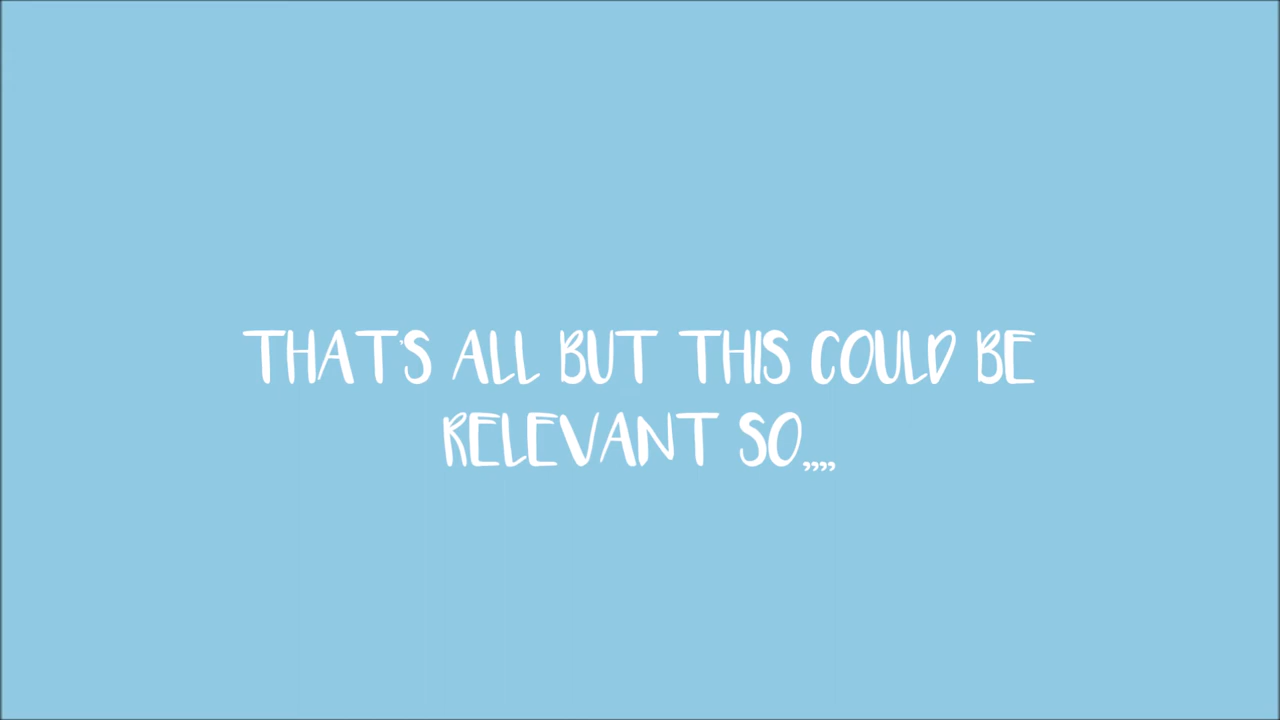 THAT'S ALL BUT THIS COULD BE
RELEVANT SO,,,,